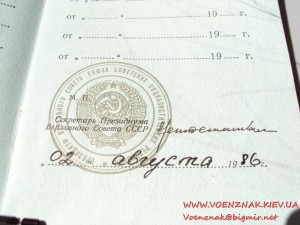 от " " 19 г.
от " " 19 г.
от " " 19 г.
М. П.
Секретарь Президиума
Верховного Совета СССР
" 02 " августа 1986 г.
WWW.VOENZNAK.KIEV.UA
Voenznak@bigmir.net